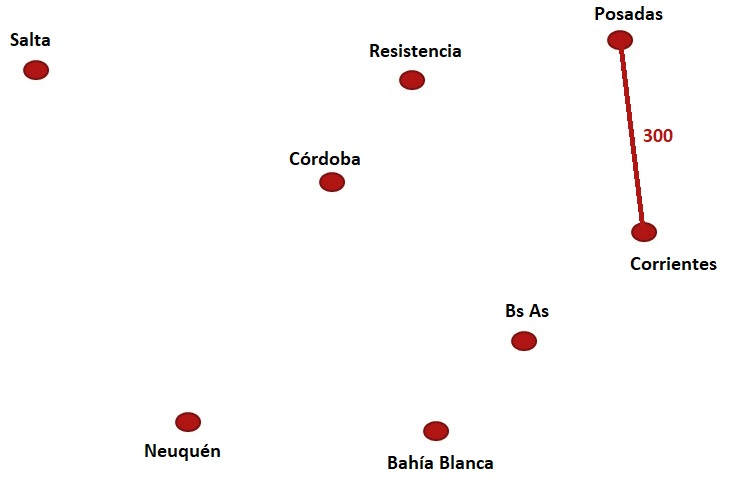 Posadas
Salta
Resistencia
300
Córdoba
Corrientes
Bs As
Neuquén
Bahía Blanca